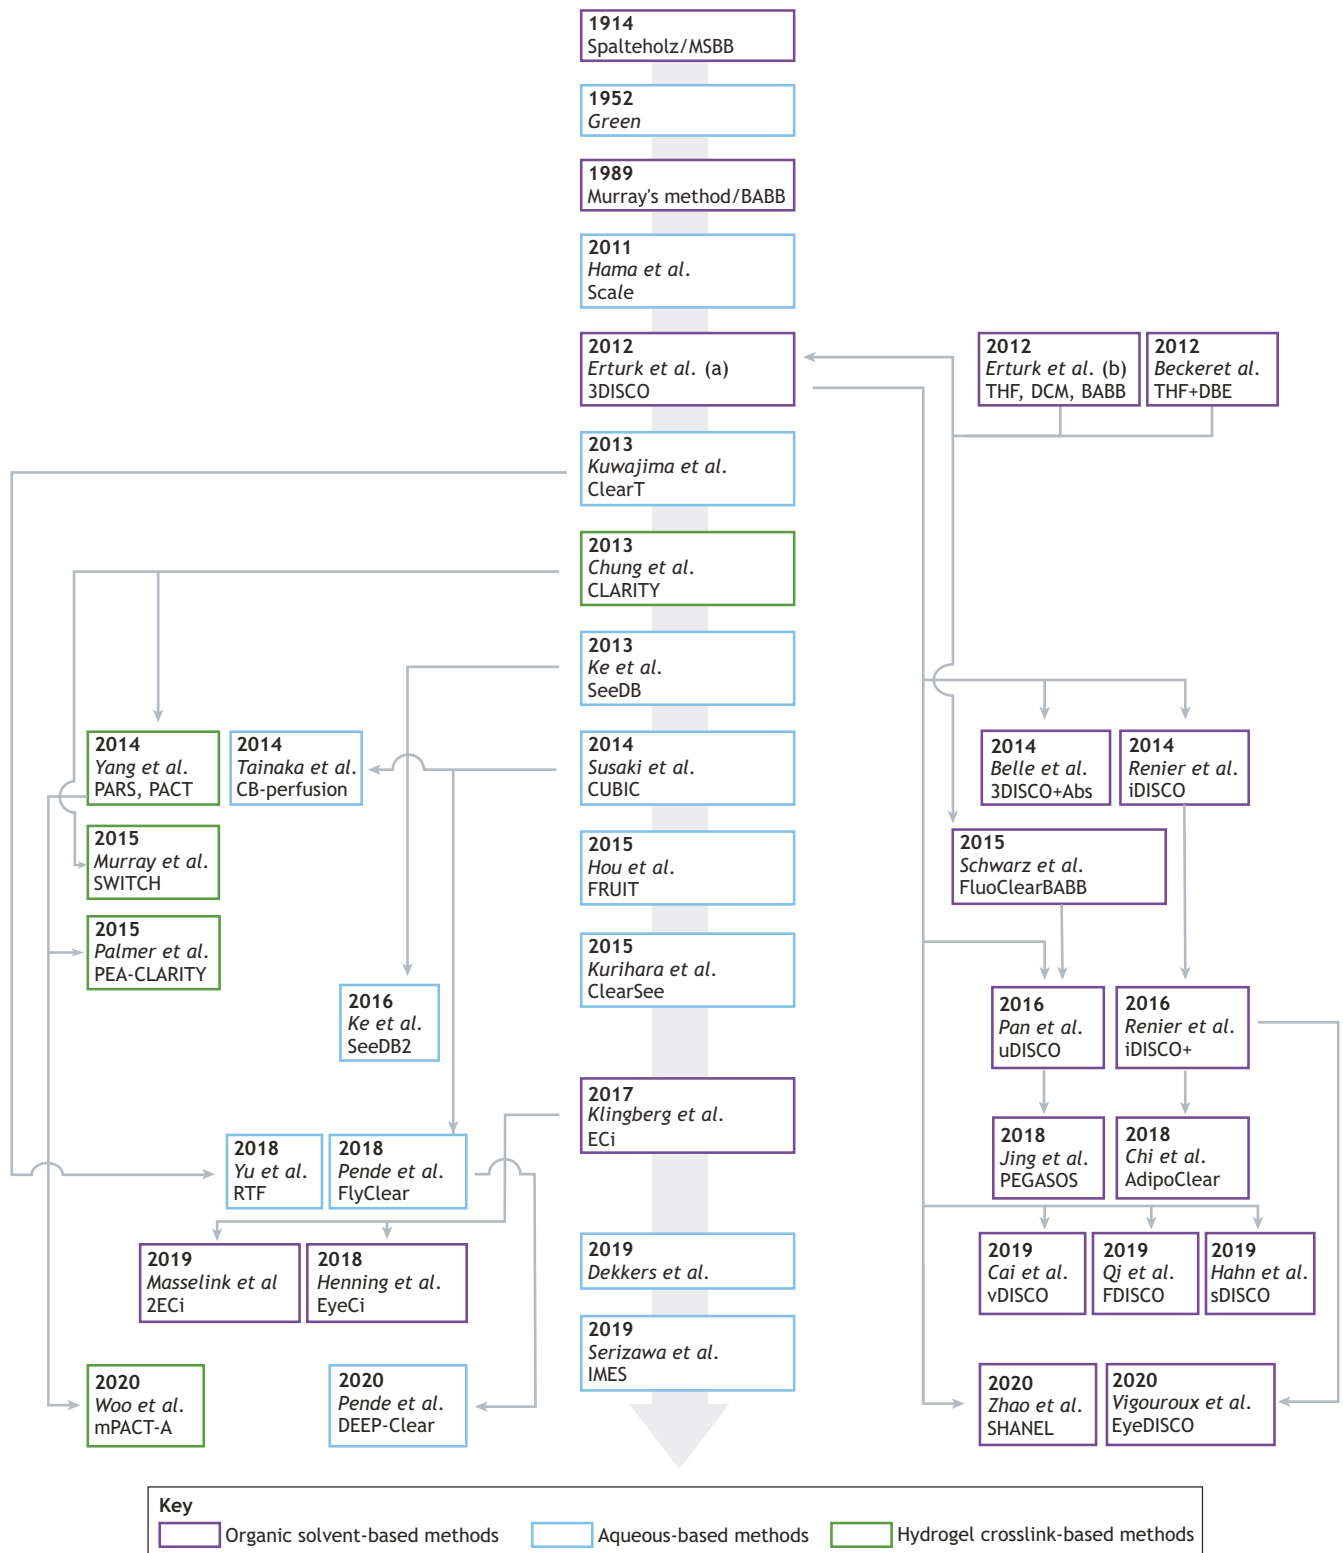 1914
Spalteholz/MSBB
1952
Green
1989
Murray's method/BABB
2011
Hama et al.
Scale
2012
Erturk et al. (a)
3DISCO
2012
Erturk et al. (b)
THF, DCM, BABB
2012
Beckeret al.
THF+DBE
2013
Kuwajima et al.
ClearT
2013
Chung et al.
CLARITY
2013
Ke et al.
SeeDB
2014
Yang et al.
PARS, PACT
2014
Tainaka et al.
CB-perfusion
2014
Susaki et al.
CUBIC
2014
Belle et al.
3DISCO+Abs
2014
Renier et al.
iDISCO
2015
Murray et al.
SWITCH
2015
Hou et al.
FRUIT
2015
Schwarz et al.
FluoClearBABB
2015
Palmer et al.
PEA-CLARITY
2015
Kurihara et al.
ClearSee
2016
Ke et al.
SeeDB2
2016
Pan et al.
uDISCO
2016
Renier et al.
iDISCO+
2017
Klingberg et al.
ECi
2018
Yu et al.
RTF
2018
Pende et al.
FlyClear
2018
Jing et al.
PEGASOS
2018
Chi et al.
AdipoClear
2019
Masselink et al
2ECi
2018
Henning et al.
EyeCi
2019
Dekkers et al.
2019
Cai et al.
vDISCO
2019
Qi et al.
FDISCO
2019
Hahn et al.
sDISCO
2019
Serizawa et al.
IMES
2020
Woo et al.
mPACT-A
2020
Pende et al.
DEEP-Clear
2020
Zhao et al.
SHANEL
2020
Vigouroux et al.
EyeDISCO
Key
Organic solvent-based methods
Aqueous-based methods
Hydrogel crosslink-based methods